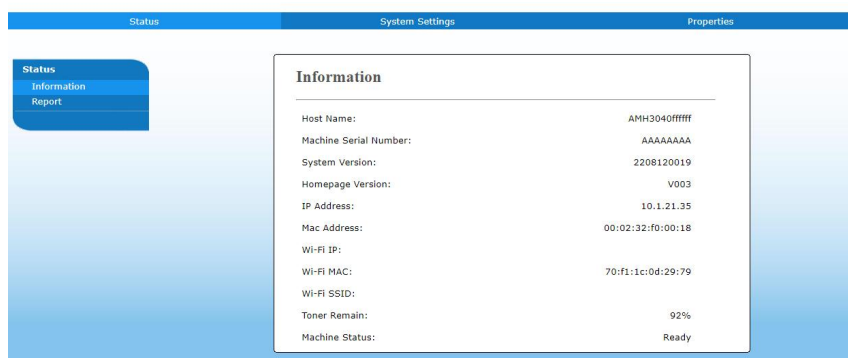 Status System Settings Properties
Status
Information
Report
Information
Host Name: AMH3040ffffff
Machine Serial Number: AAAAAAAA
System Version: 2208120019
Homepage Version: V003
IP Address: 10.1.21.35
Mac Address: 00:02:32:f0:00:18
Wi-Fi IP:
Wi-Fi MAC: 70:f1:1c:0d:29:79
Wi-Fi SSID:
Toner Remain: 92%
Machine Status: Ready